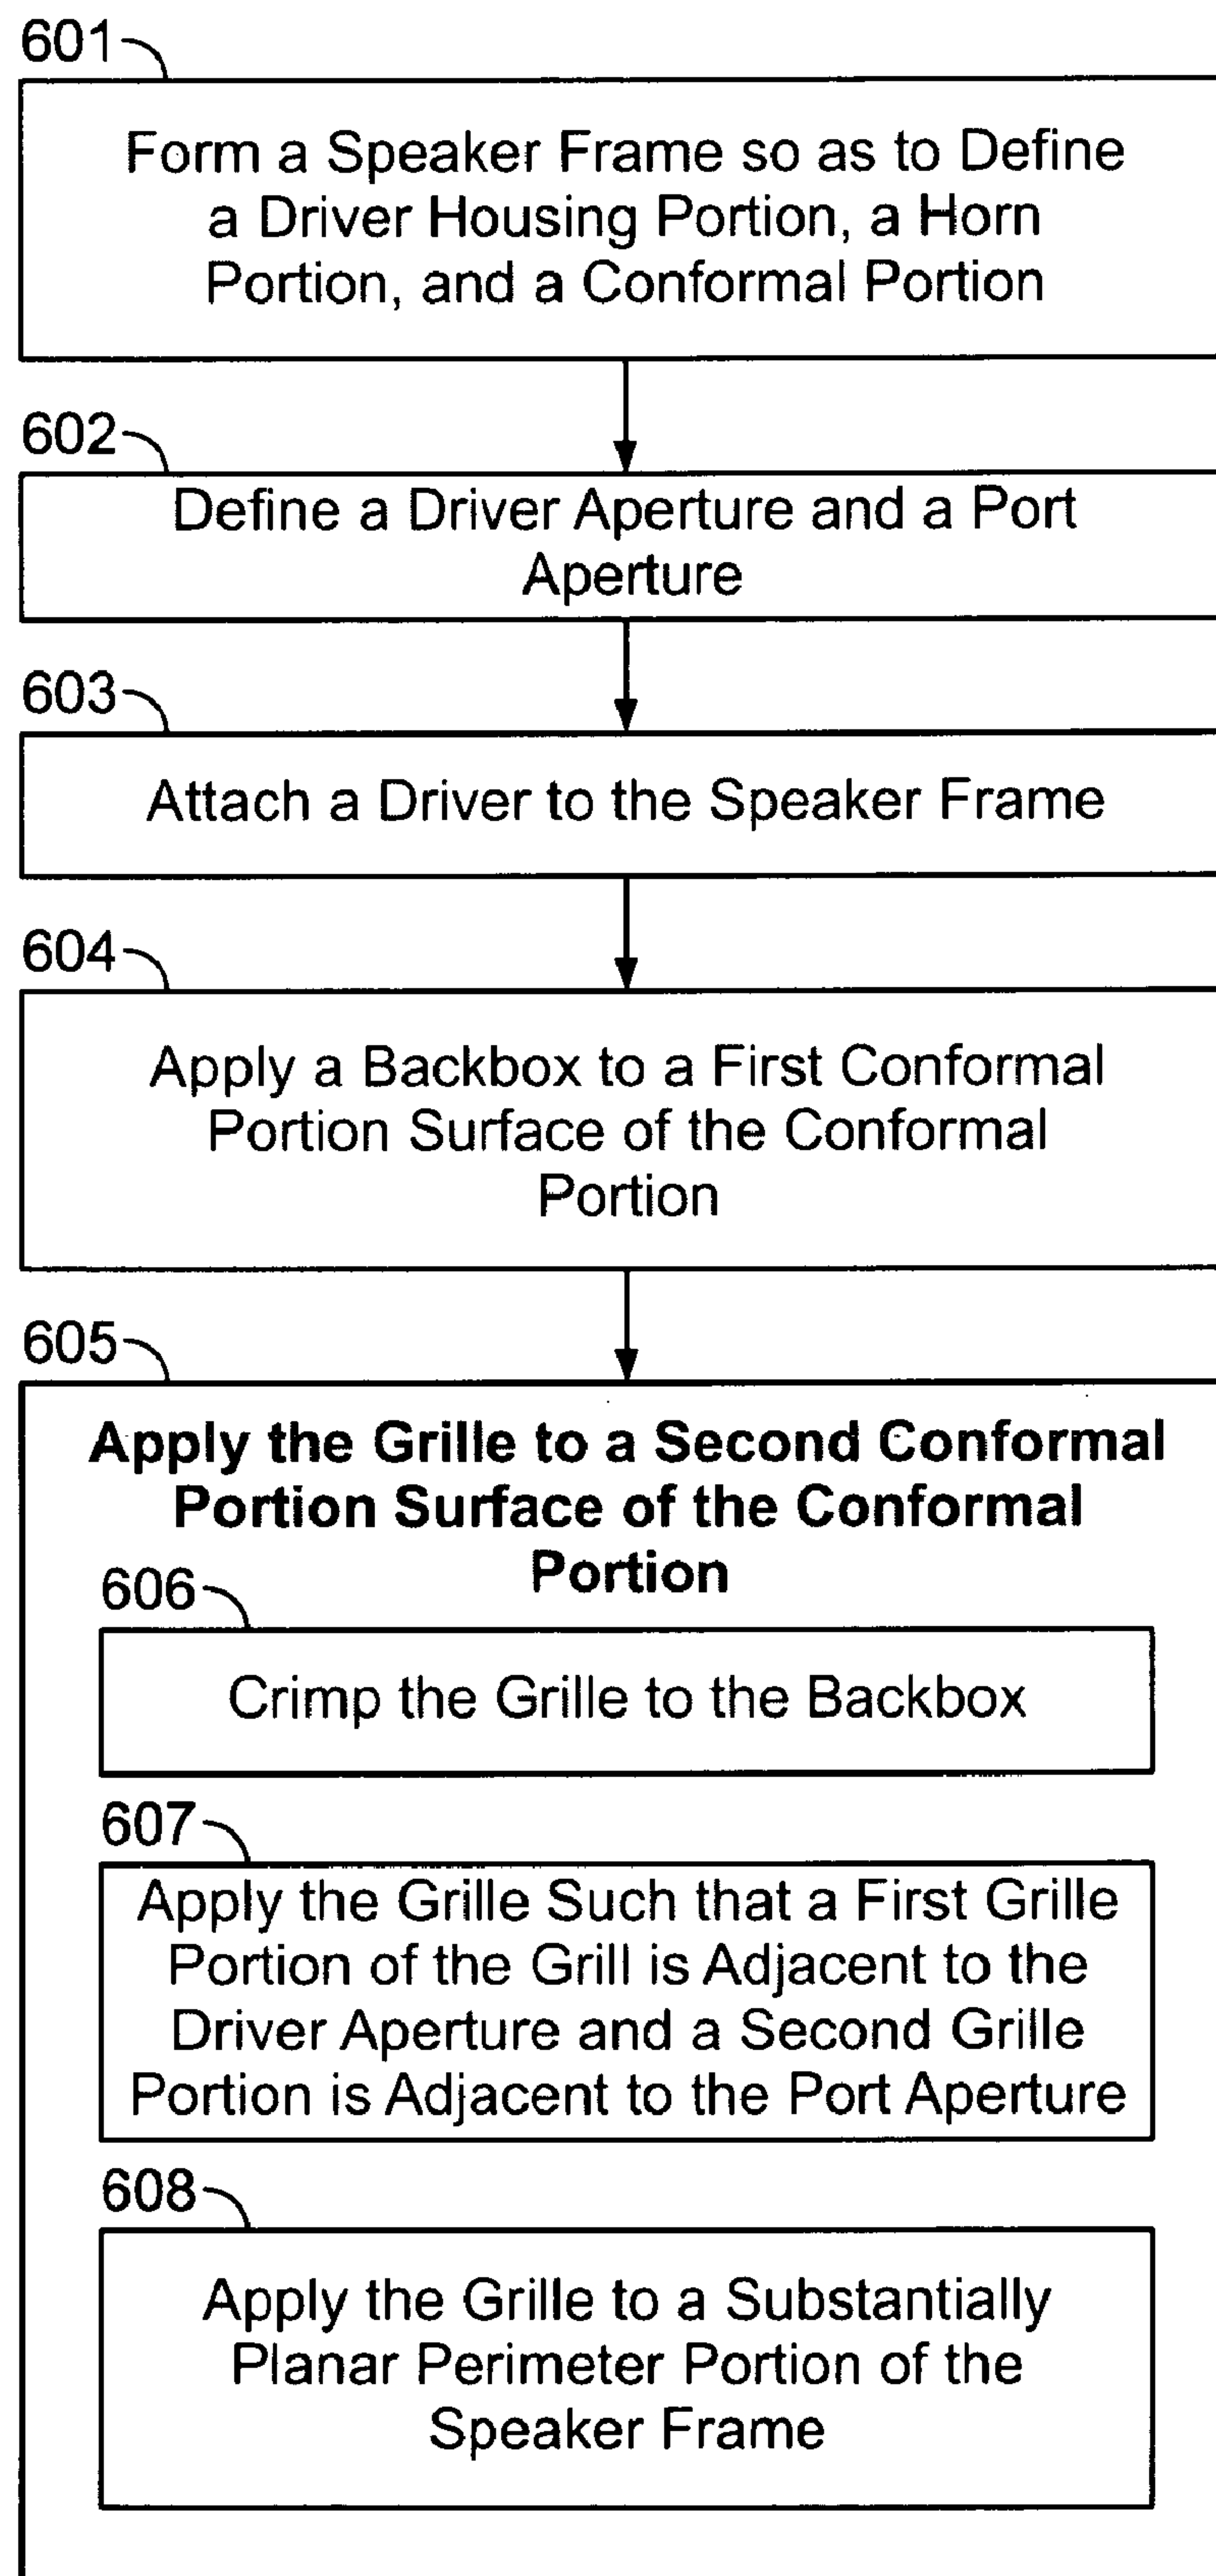 601
Form a Speaker Frame so as to Define
a Driver Housing Portion, a Horn
Portion, and a Conformal Portion
602
Define a Driver Aperture and a Port
Aperture
603
Attach a Driver to the Speaker Frame
604
Apply a Backbox to a First Conformal
Portion Surface of the Conformal
Portion
605
Apply the Grille to a Second Conformal
Portion Surface of the Conformal
Portion
606
Crimp the Grille to the Backbox
607
Apply the Grille Such that a First Grille
Portion of the Grill is Adjacent to the
Driver Aperture and a Second Grille
Portion is Adjacent to the Port Aperture
608
Apply the Grille to a Substantially
Planar Perimeter Portion of the
Speaker Frame